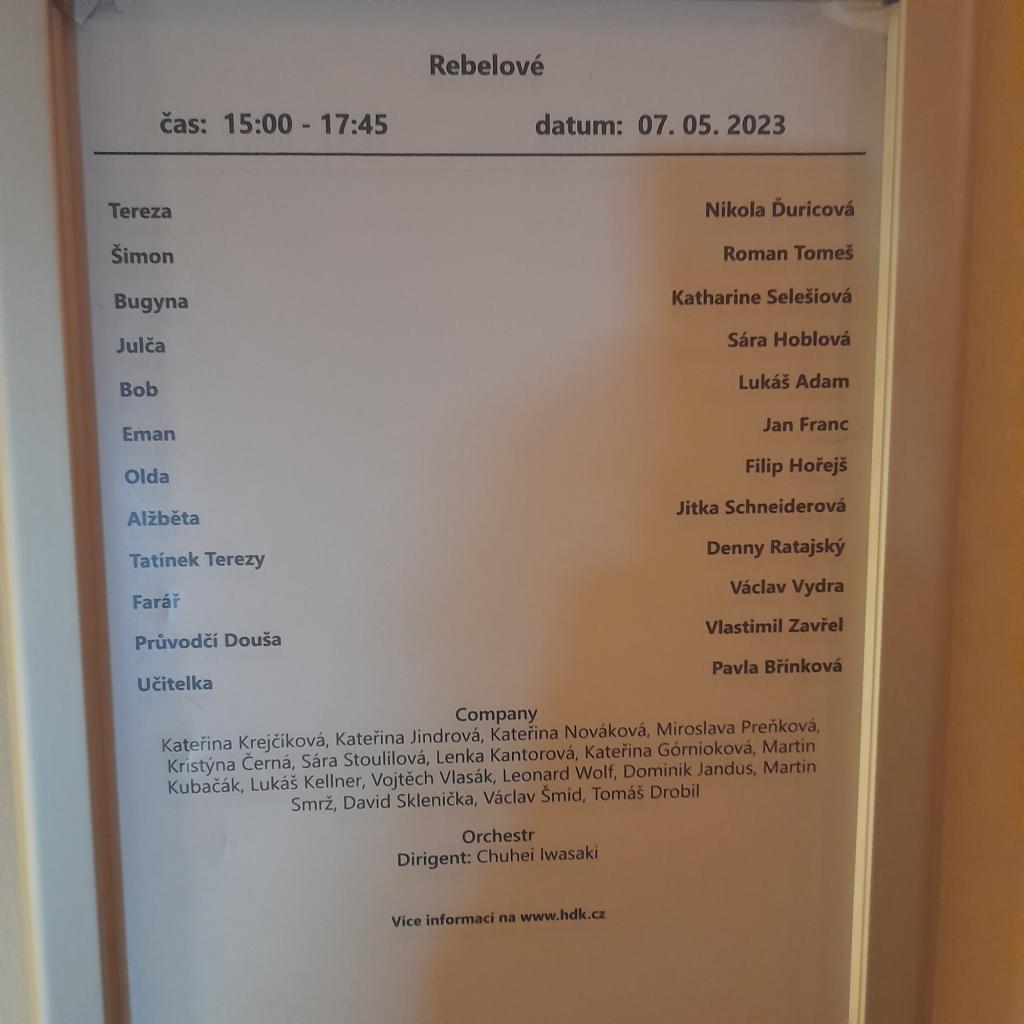 Rebelové
čas: 15:00 - 17:45 datum: 07. 05. 2023
Tereza Nikola Ďuricová
Šimon Roman Tomeš
Bugyna Katharine Selešiová
Julča Sára Hoblová
Bob Lukáš Adam
Eman Jan Franc
Olda Filip Hořejš
Alžběta Jitka Schneiderová
Tatínek Terezy Denny Ratajský
Farář Václav Vydra
Průvodčí Douša Vlastimil Zavřel
Učitelka Pavla Břínková
Company
Kateřina Krejčíková, Kateřina Jindrová, Kateřina Nováková, Miroslava Preňková,
Kristýna Černá, Sára Stoulilová, Lenka Kantorová, Kateřina Górnioková, Martin
Kubačák, Lukáš Kellner, Vojtěch Vlasák, Leonard Wolf, Dominik Jandus, Martin
Smrž, David Sklenička, Václav Šmíd, Tomáš Drobil
Orchestr
Dirigent: Chuhei Iwasaki
Více informací na www.hdk.cz